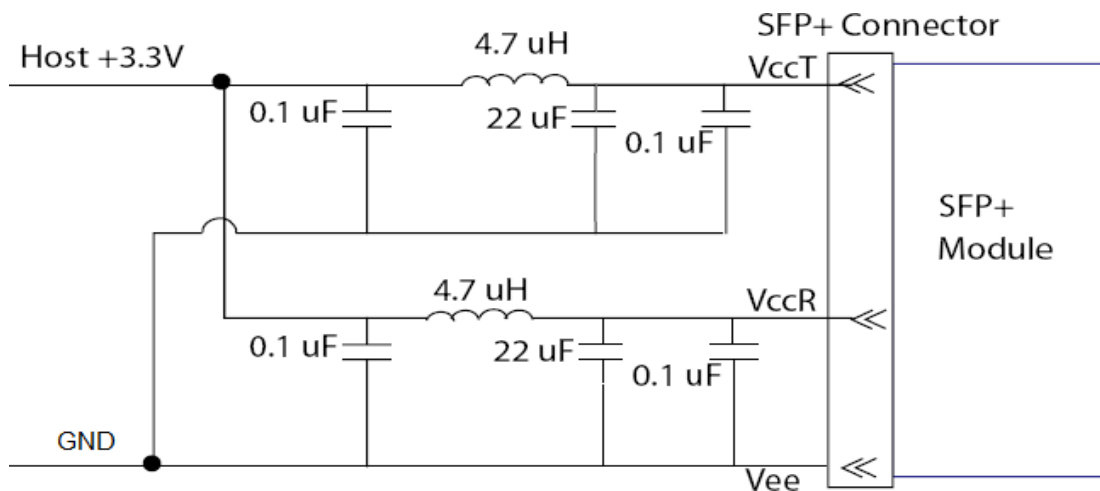 SFP+ Connector
Host +3.3V
4.7 uH
VccT
0.1 uF
22 uF
0.1 uF
SFP+
Module
4.7 uH
VccR
0.1 uF
22 uF
0.1 uF
GND
Vee